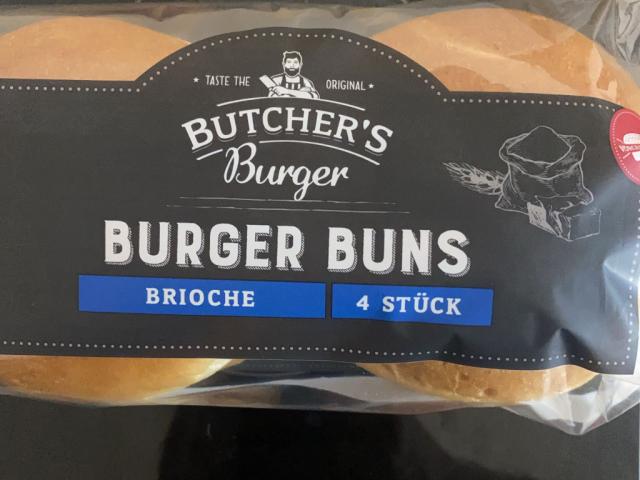 TASTE THE ORIGINAL
BUTCHER'S
Burger
BURGER BUNS
BRIOCHE 4 STÜCK